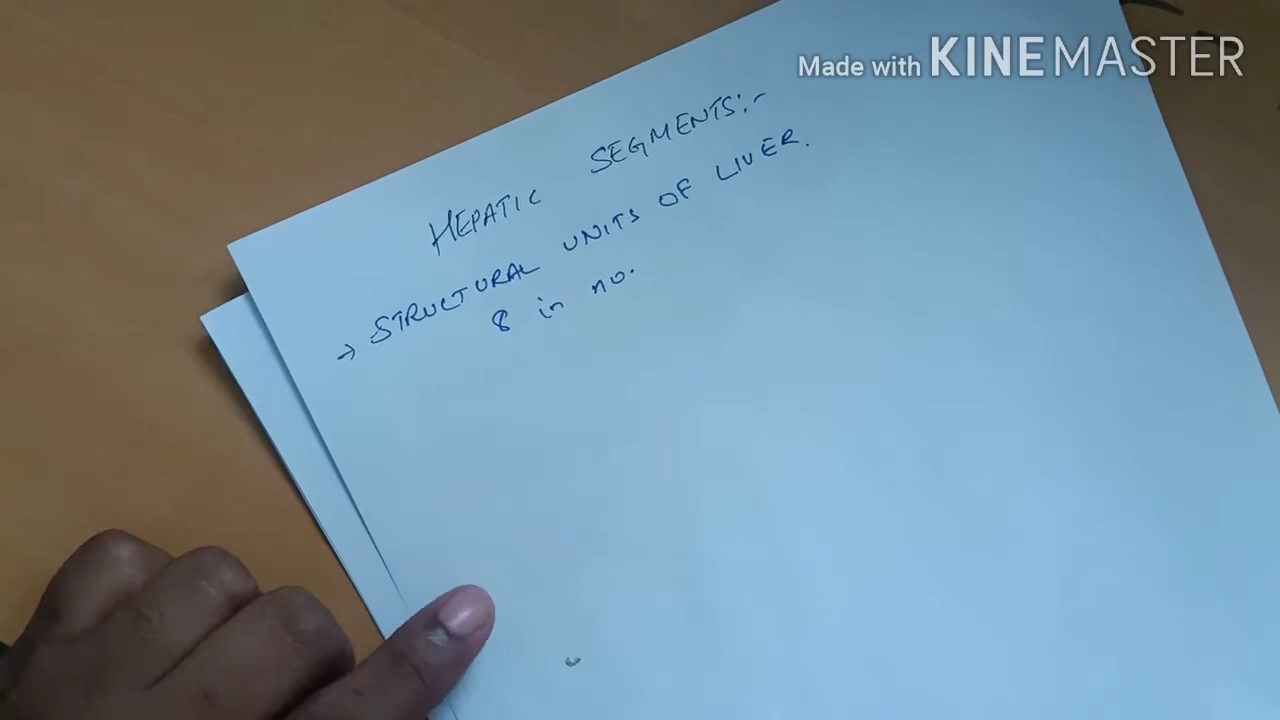 Made with KINEMASTER
HEPATIC SEGMENTS:-
→ STRUCTURAL UNITS OF LIVER.
8 in no.